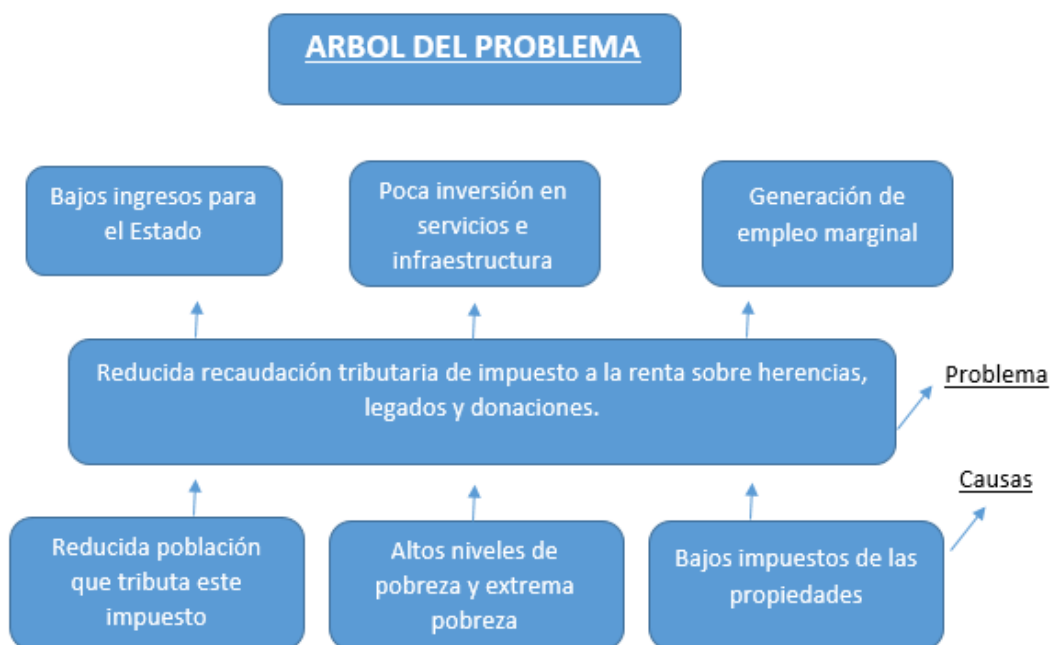 ARBOL DEL PROBLEMA
Bajos ingresos para
el Estado
Poca inversión en
servicios e
infraestructura
Generación de
empleo marginal
Reducida recaudación tributaria de impuesto a la renta sobre herencias,
legados y donaciones.
Problema
Causas
Reducida población
que tributa este
impuesto
Altos niveles de
pobreza y extrema
pobreza
Bajos impuestos de las
propiedades